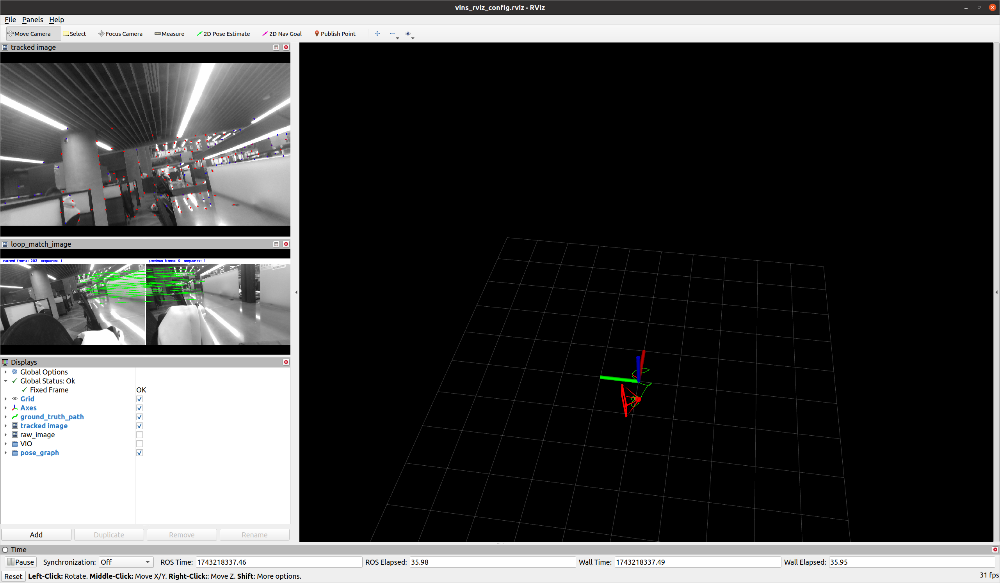 vins_rviz_config.rviz - RViz
File Panels Help
Move Camera Select Focus Camera Measure 2D Pose Estimate 2D Nav Goal Publish Point
tracked image
loop_match_image
current frame: 202 sequence: 1 previous frame: 9 sequence: 1
Displays
Global Options
Global Status: Ok
Fixed Frame OK
Grid
Axes
ground_truth_path
tracked image
raw_image
VIO
pose_graph
Add Duplicate Remove Rename
Time
Pause Synchronization: Off ROS Time: 1743218337.46 ROS Elapsed: 35.98 Wall Time: 1743218337.49 Wall Elapsed: 35.95
Reset Left-Click: Rotate. Middle-Click: Move X/Y. Right-Click:: Move Z. Shift: More options. 31 fps